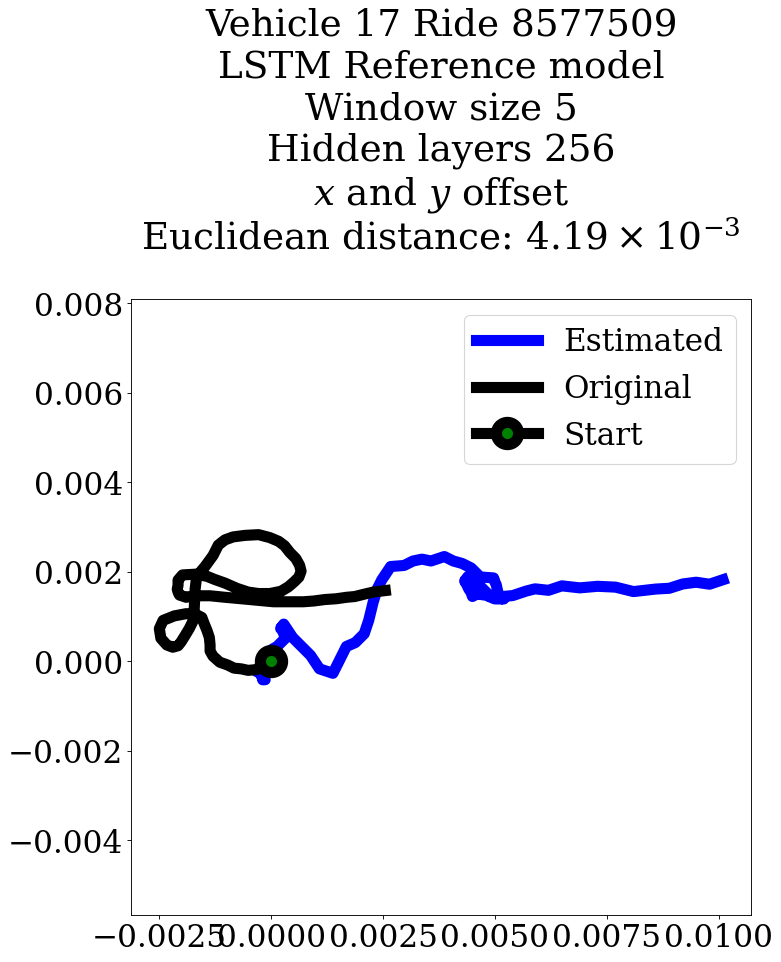 Vehicle 17 Ride 8577509
LSTM Reference model
Window size 5
Hidden layers 256
x and y offset
Euclidean distance: 4.19 × 10⁻³
Estimated
Original
Start
0.008
0.006
0.004
0.002
0.000
−0.002
−0.004
−0.0025 0.0000 0.0025 0.0050 0.0075 0.0100